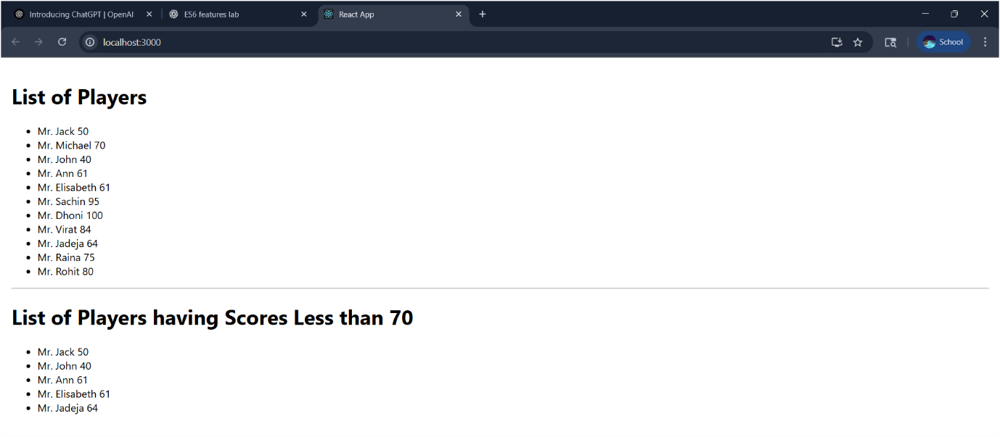 Introducing ChatGPT | OpenAI
ES6 features lab
React App
localhost:3000
School
List of Players
Mr. Jack 50
Mr. Michael 70
Mr. John 40
Mr. Ann 61
Mr. Elisabeth 61
Mr. Sachin 95
Mr. Dhoni 100
Mr. Virat 84
Mr. Jadeja 64
Mr. Raina 75
Mr. Rohit 80
List of Players having Scores Less than 70
Mr. Jack 50
Mr. John 40
Mr. Ann 61
Mr. Elisabeth 61
Mr. Jadeja 64